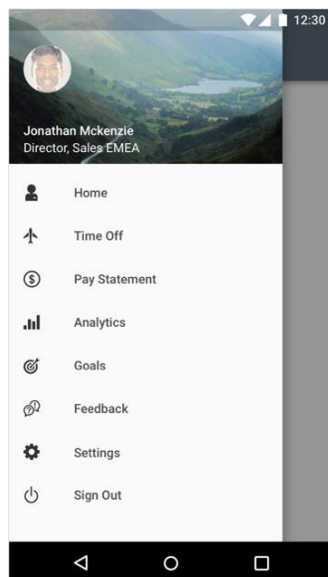 12:30
Jonathan Mckenzie
Director, Sales EMEA
Home
Time Off
Pay Statement
Analytics
Goals
Feedback
Settings
Sign Out